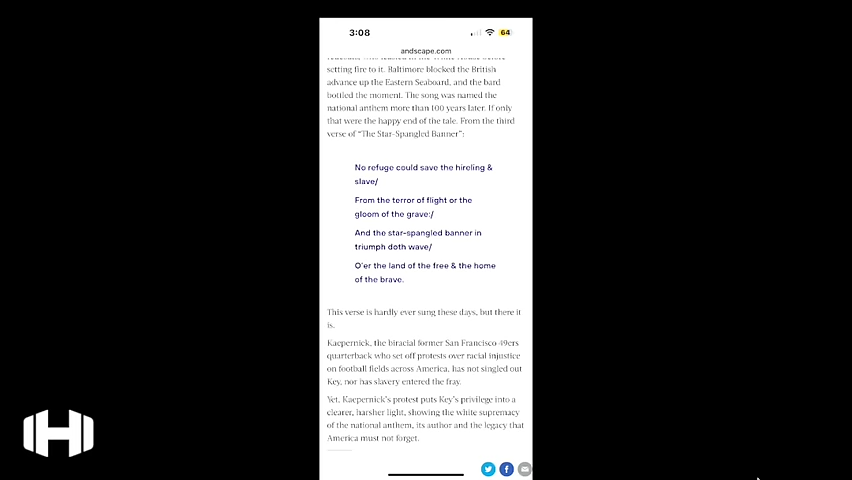 3:08
64
andscape.com
setting fire to it. Baltimore blocked the British
advance up the Eastern Seaboard, and the bard
bottled the moment. The song was named the
national anthem more than 100 years later. If only
that were the happy end of the tale. From the third
verse of "The Star-Spangled Banner":
No refuge could save the hireling &
slave/
From the terror of flight or the
gloom of the grave:/
And the star-spangled banner in
triumph doth wave/
O'er the land of the free & the home
of the brave.
This verse is hardly ever sung these days, but there it
is.
Kaepernick, the biracial former San Francisco 49ers
quarterback who set off protests over racial injustice
on football fields across America, has not singled out
Key, nor has slavery entered the fray.
Yet, Kaepernick's protest puts Key's privilege into a
clearer, harsher light, showing the white supremacy
of the national anthem, its author and the legacy that
America must not forget.